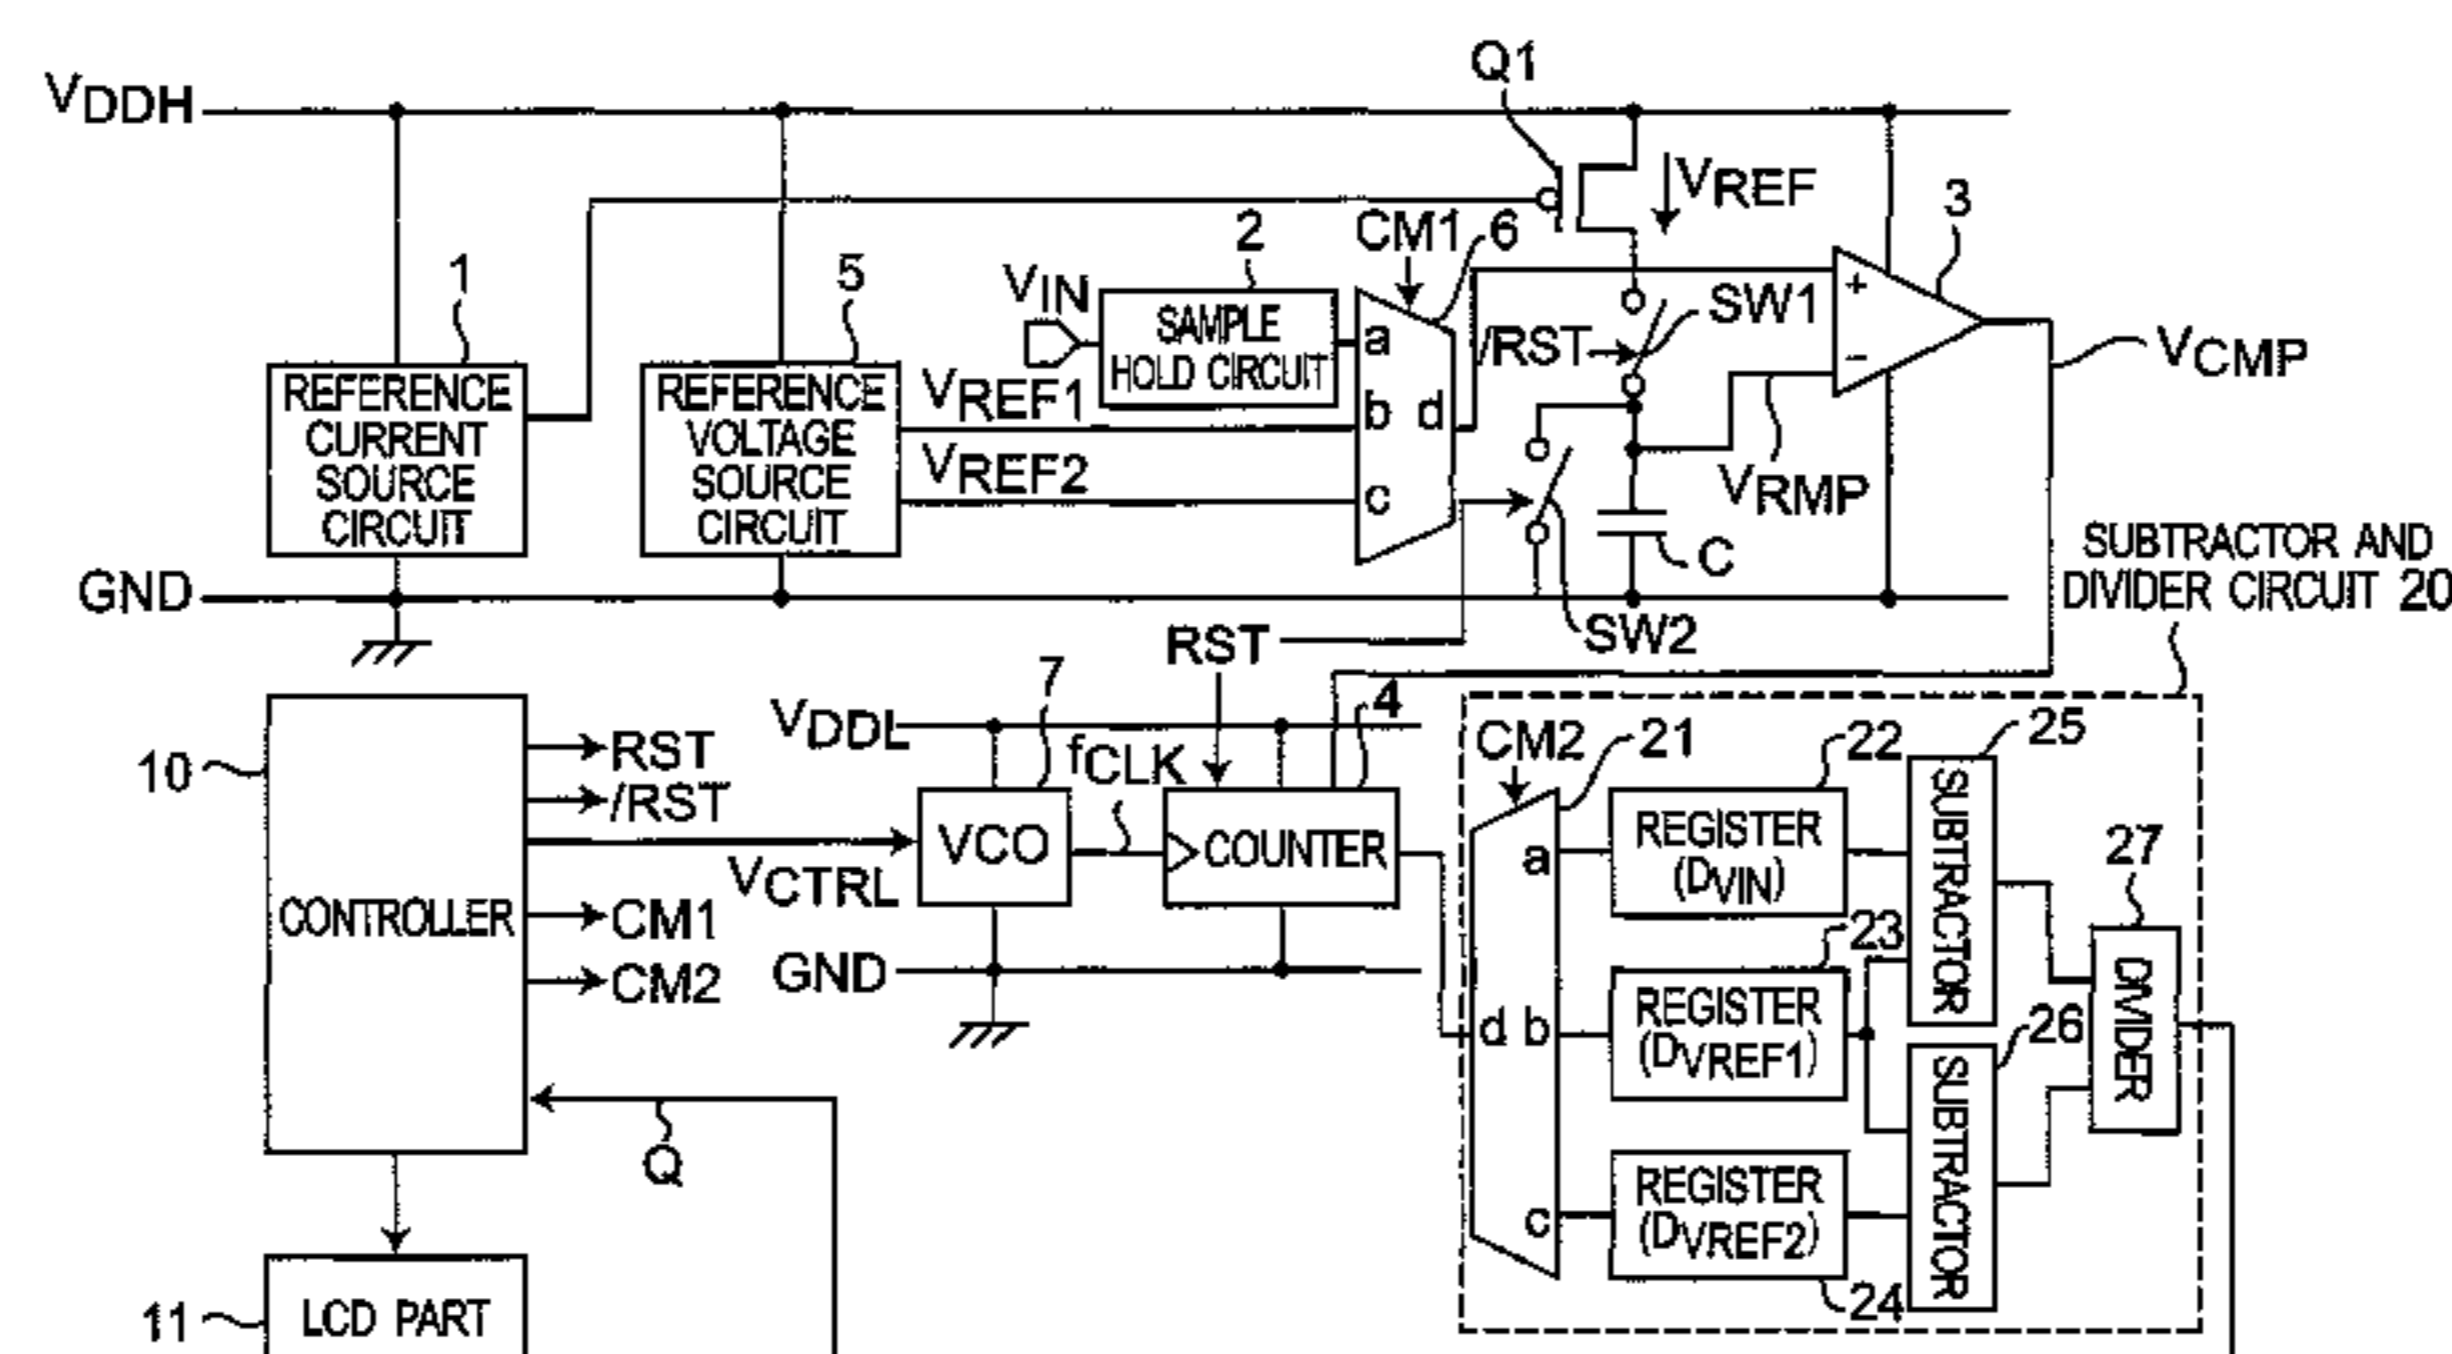 Q1
VDDH
VREF
3
CM1
6
2
1
5
VIN
SAMPLE
HOLD CIRCUIT
a
b
c
d
/RST
SW1
+
−
VCMP
REFERENCE
CURRENT
SOURCE
CIRCUIT
REFERENCE
VOLTAGE
SOURCE
CIRCUIT
VREF1
VREF2
VRMP
C
SUBTRACTOR AND
DIVIDER CIRCUIT 20
GND
RST
SW2
7
4
VDDL
fCLK
10
CONTROLLER
RST
/RST
VCTRL
CM1
CM2
VCO
COUNTER
GND
CM2
21
22
25
a
d
b
c
REGISTER
(DVIN)
23
REGISTER
(DVREF1)
REGISTER
(DVREF2)
24
SUBTRACTOR
26
SUBTRACTOR
27
DIVIDER
Q
11
LCD PART